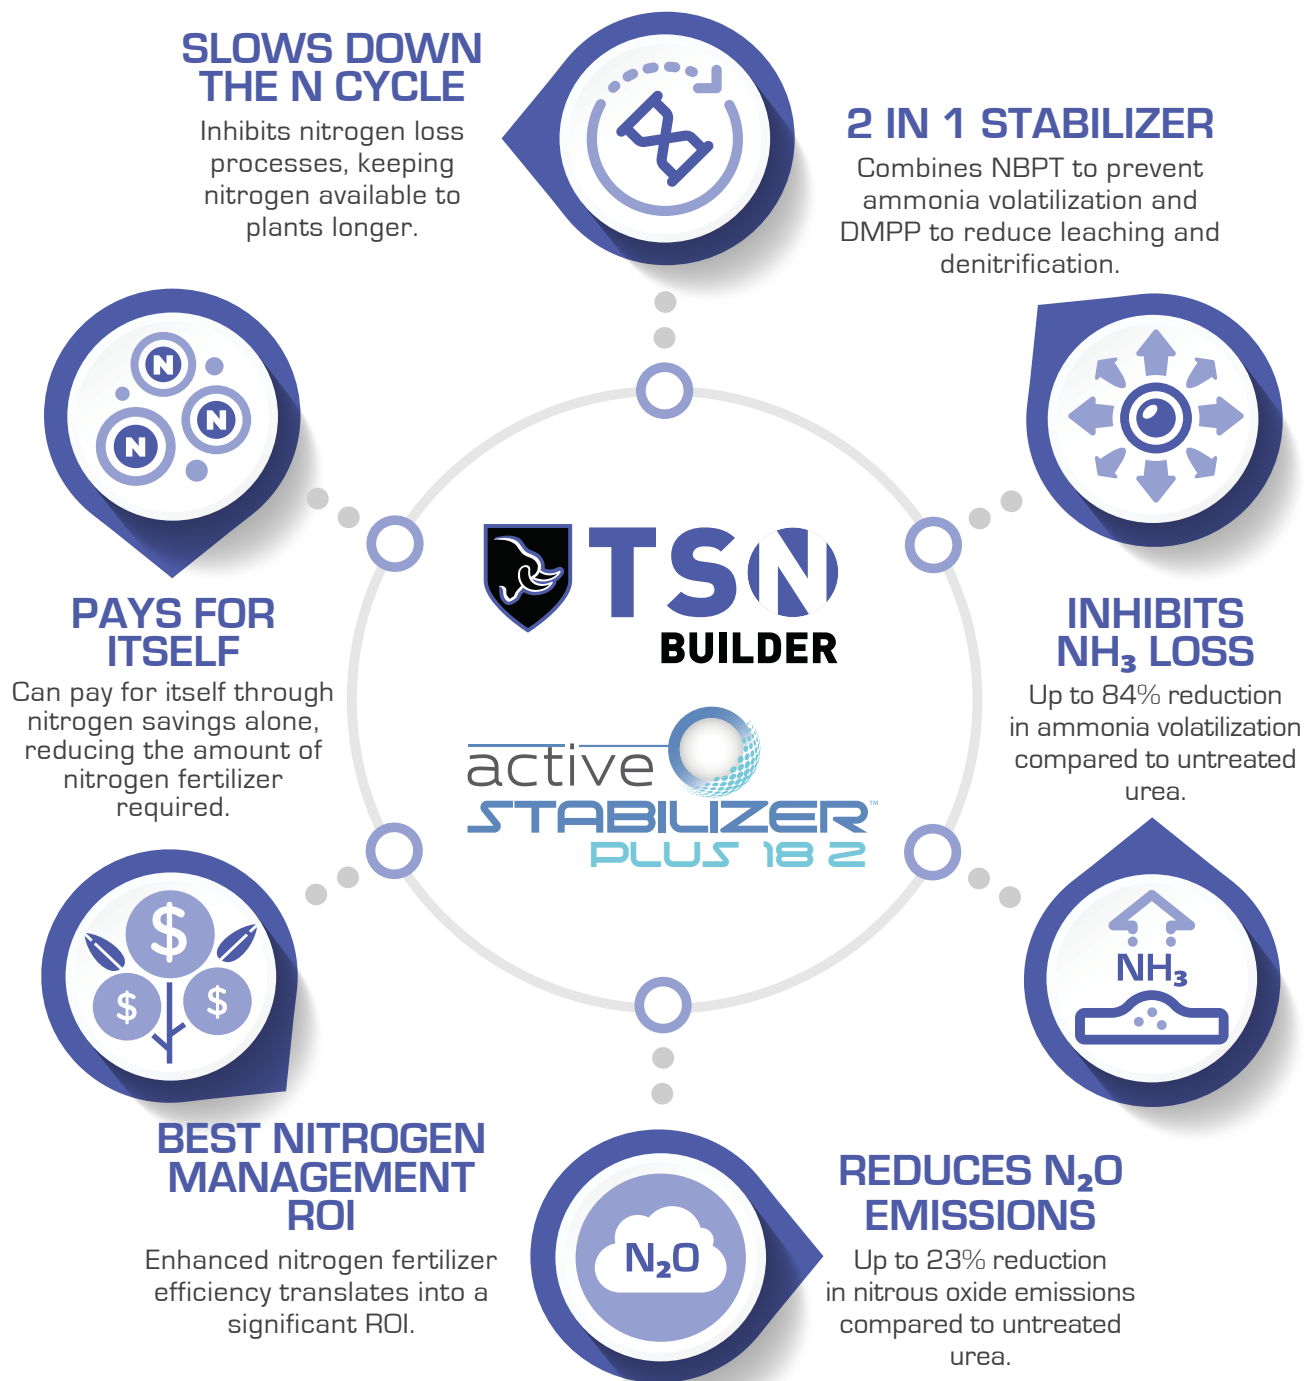 SLOWS DOWN
THE N CYCLE
Inhibits nitrogen loss
processes, keeping
nitrogen available to
plants longer.
2 IN 1 STABILIZER
Combines NBPT to prevent
ammonia volatilization and
DMPP to reduce leaching and
denitrification.
N
N
N
PAYS FOR
ITSELF
Can pay for itself through
nitrogen savings alone,
reducing the amount of
nitrogen fertilizer
required.
TSN
BUILDER
active
STABILIZER™
PLUS 18 2
INHIBITS
NH₃ LOSS
Up to 84% reduction
in ammonia volatilization
compared to untreated
urea.
$
$
$
NH₃
BEST NITROGEN
MANAGEMENT
ROI
Enhanced nitrogen fertilizer
efficiency translates into a
significant ROI.
N₂O
REDUCES N₂O
EMISSIONS
Up to 23% reduction
in nitrous oxide emissions
compared to untreated
urea.